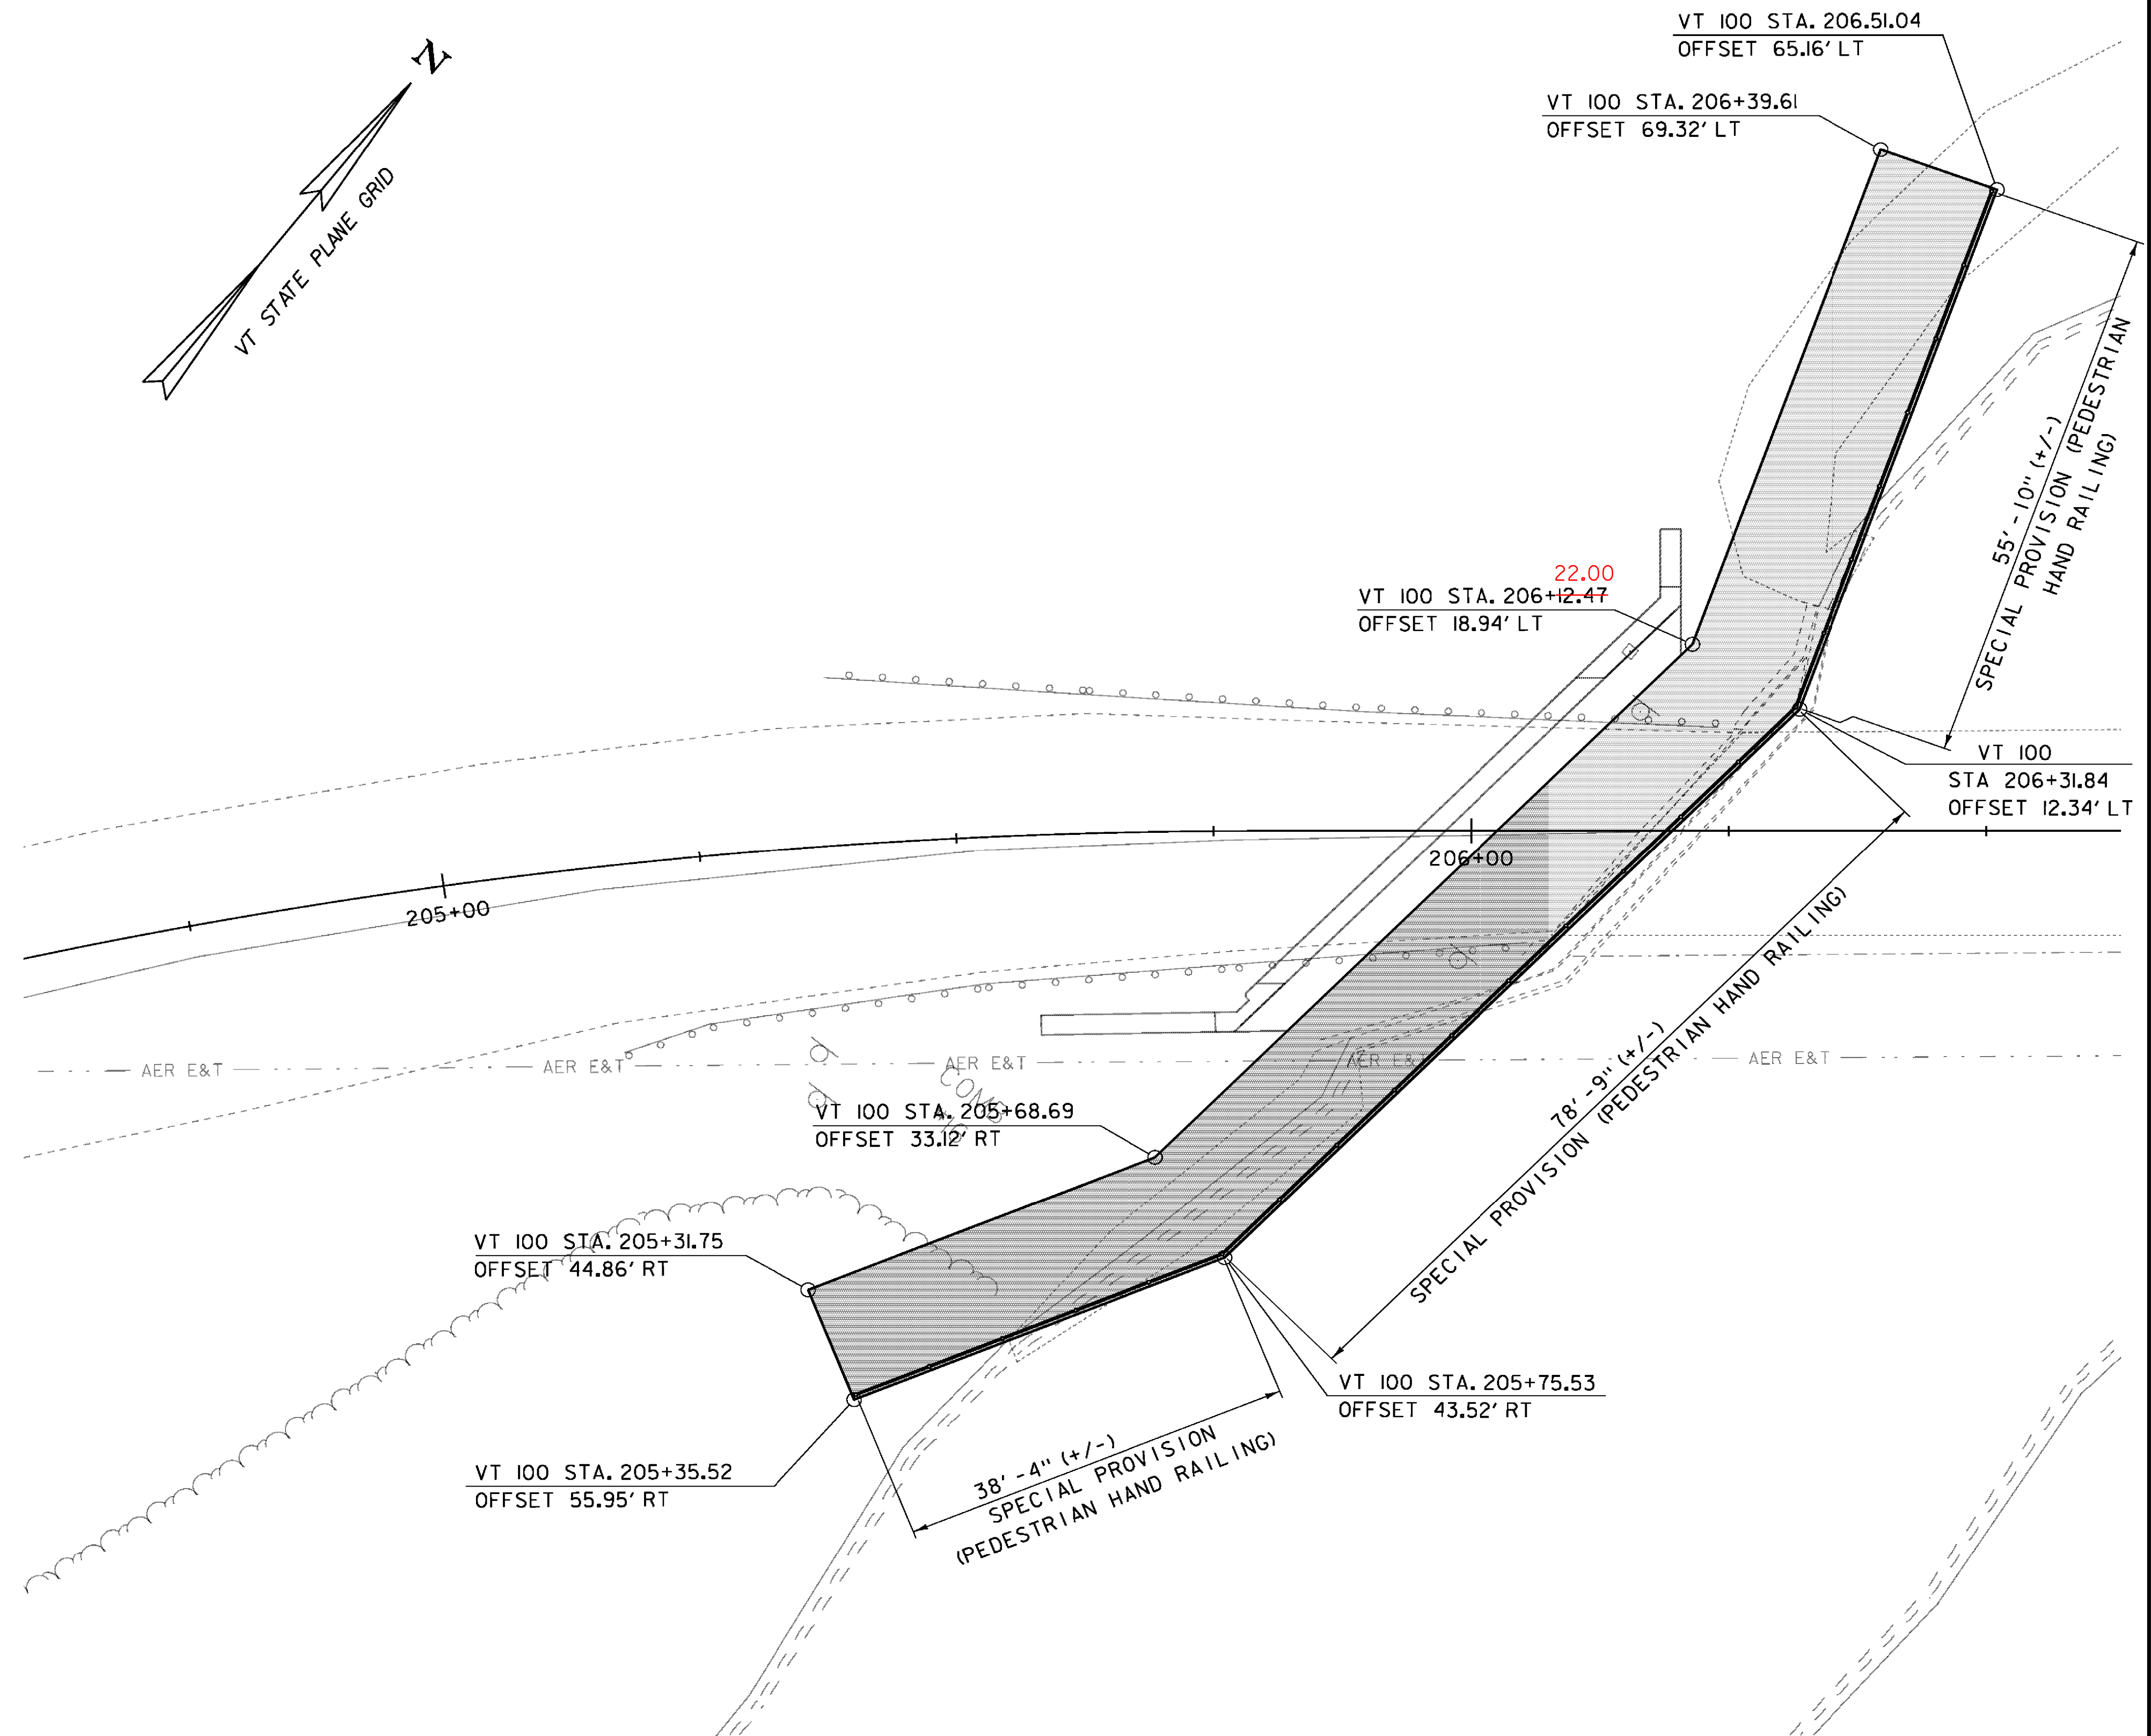 N
VT STATE PLANE GRID
VT 100 STA. 206.51.04
OFFSET 65.16' LT
VT 100 STA. 206+39.61
OFFSET 69.32' LT
55'-10" (+/-)
SPECIAL PROVISION (PEDESTRIAN
HAND RAILING)
22.00
VT 100 STA. 206+12.47
OFFSET 18.94' LT
VT 100
STA 206+31.84
OFFSET 12.34' LT
206+00
205+00
78'-9" (+/-)
SPECIAL PROVISION (PEDESTRIAN HAND RAILING)
AER E&T
AER E&T
AER E&T
AER E&T
AER E&T
VT 100 STA. 205+68.69
OFFSET 33.12' RT
VT 100 STA. 205+31.75
OFFSET 44.86' RT
VT 100 STA. 205+75.53
OFFSET 43.52' RT
VT 100 STA. 205+35.52
OFFSET 55.95' RT
38'-4" (+/-)
SPECIAL PROVISION
(PEDESTRIAN HAND RAILING)